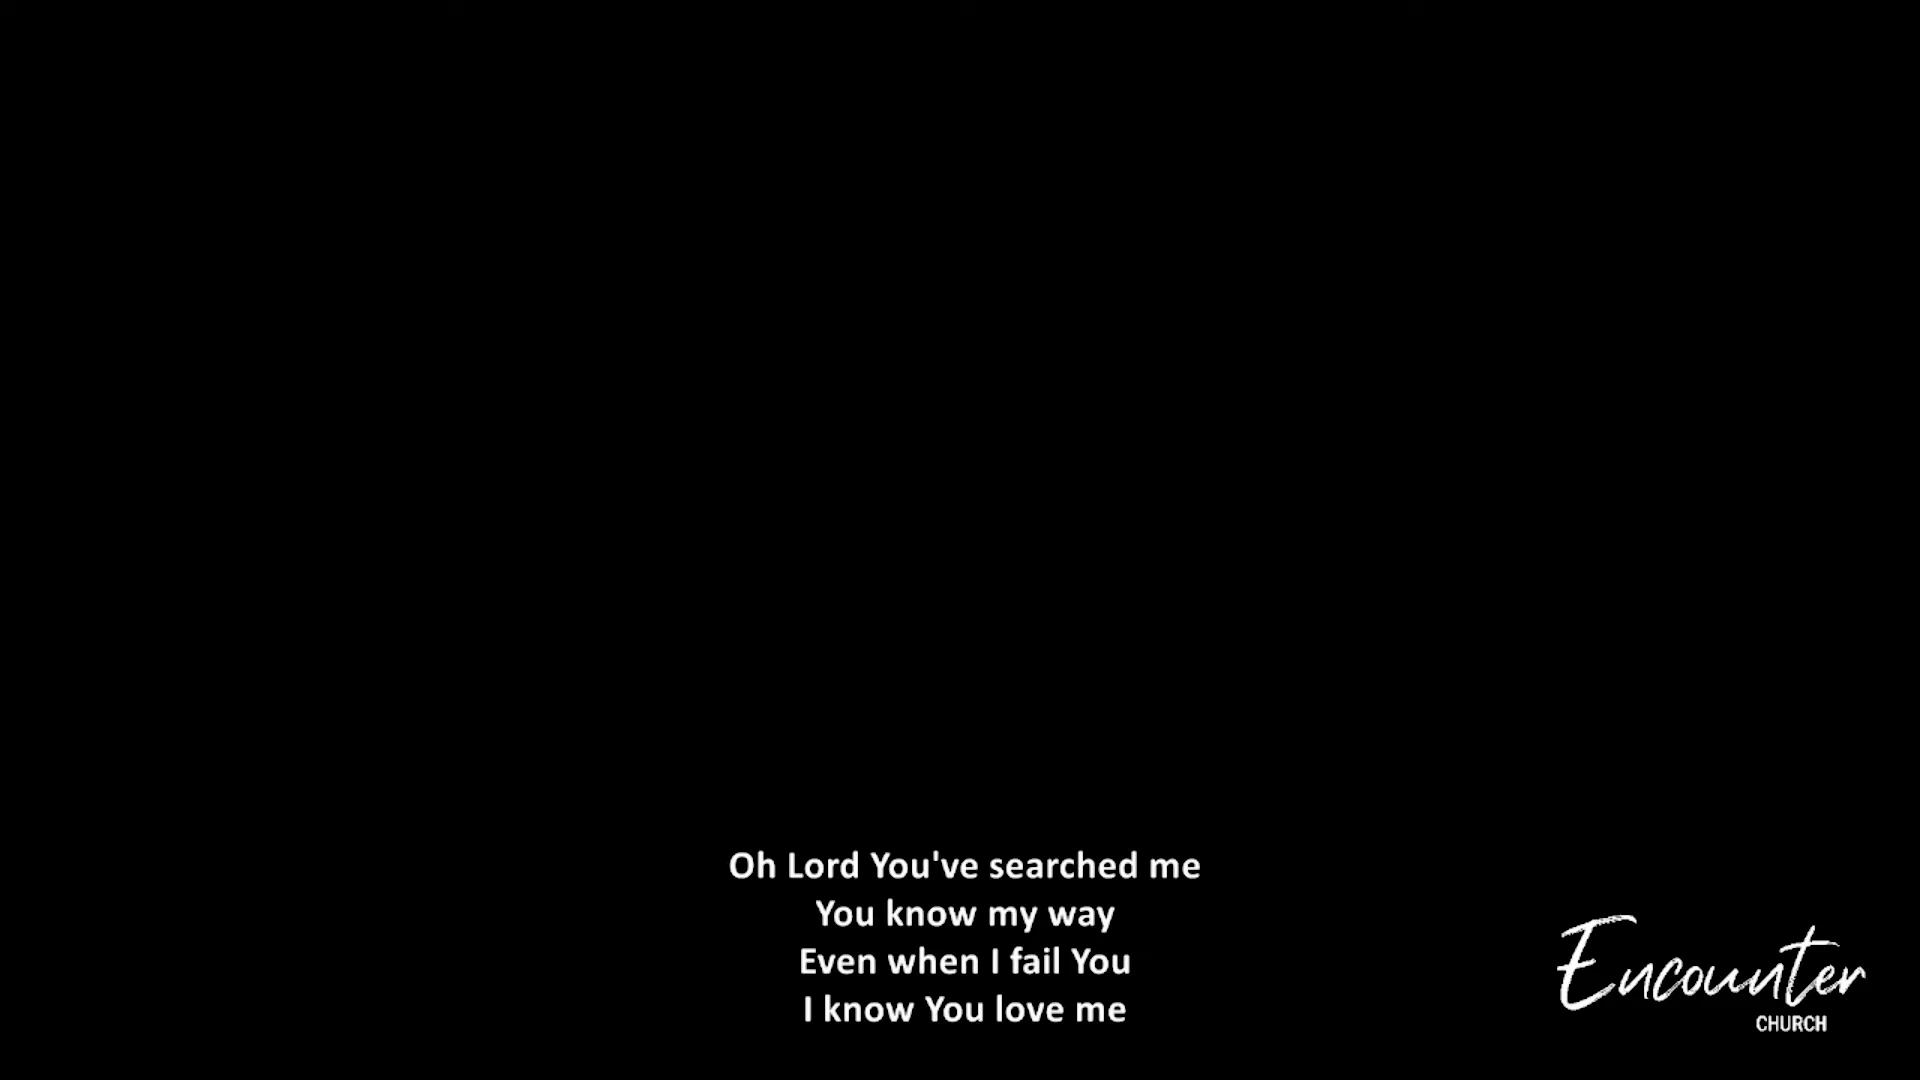 Oh Lord You've searched me
You know my way
Even when I fail You
I know You love me
Encounter
CHURCH